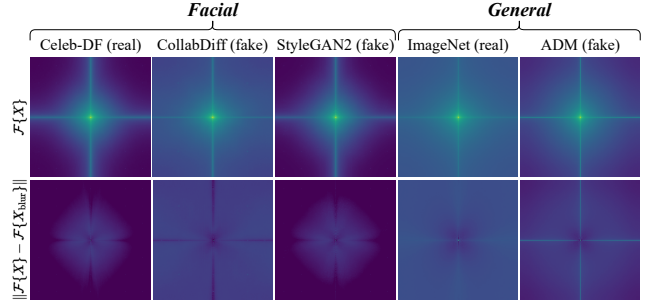 Facial General
Celeb-DF (real) CollabDiff (fake) StyleGAN2 (fake) ImageNet (real) ADM (fake)
ℱ{X}
‖ℱ{X} − ℱ{X_blur}‖